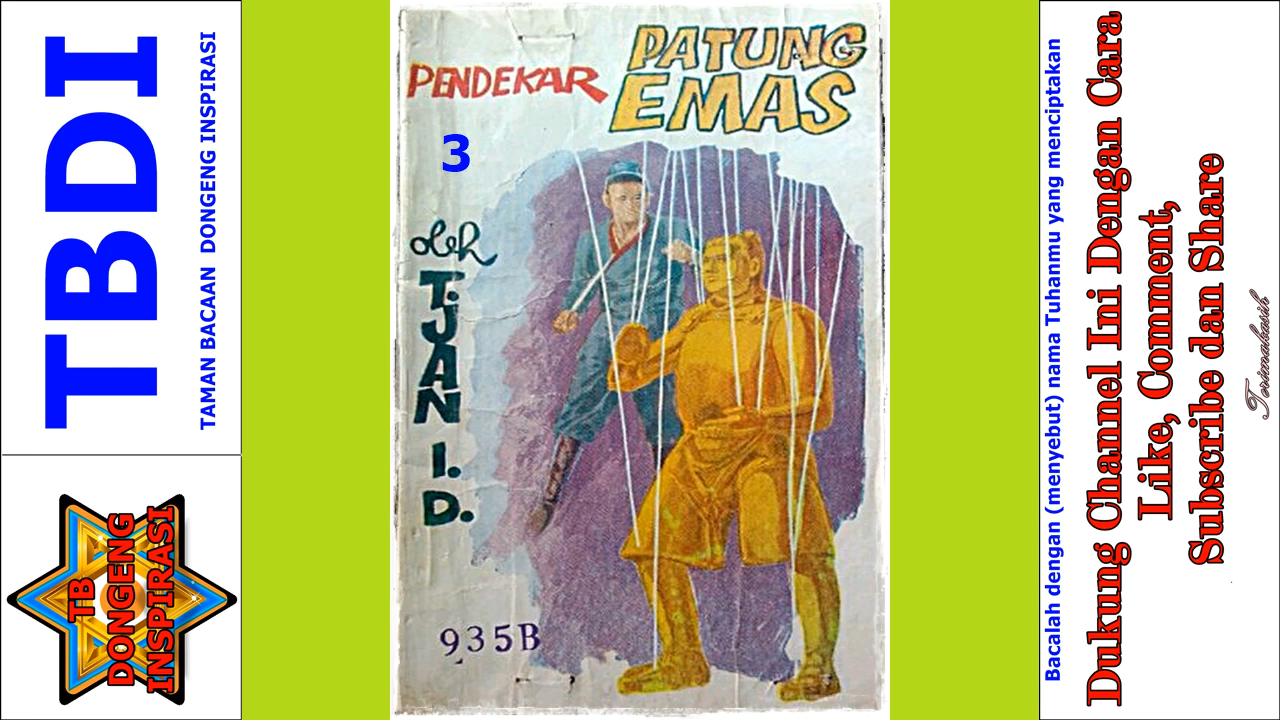 TBDI
TAMAN BACAAN DONGENG INSPIRASI
TB
DONGENG
INSPIRASI
PENDEKAR
PATUNG
EMAS
3
oleh
TJAN I.D.
935B
Bacalah dengan (menyebut) nama Tuhanmu yang menciptakan
Dukung Channel Ini Dengan Cara
Like, Comment,
Subscribe dan Share
Terimakasih